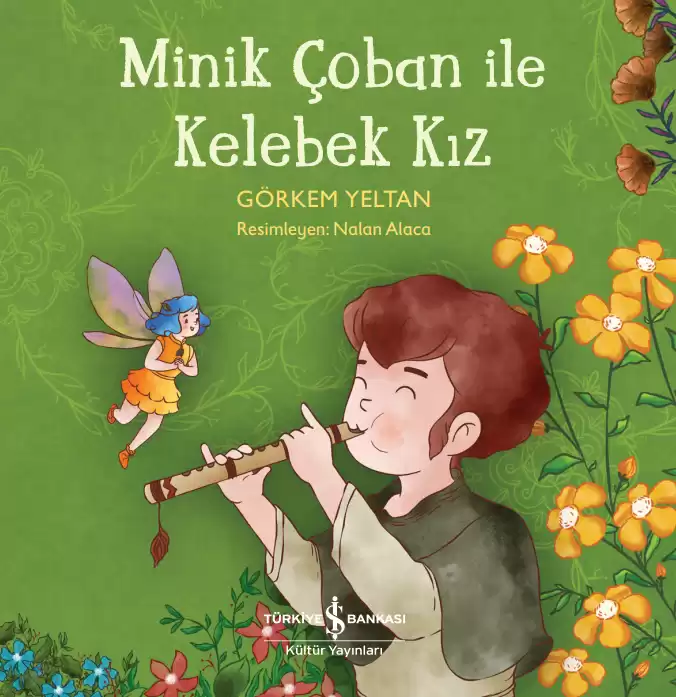 Minik Çoban ile
Kelebek Kız
GÖRKEM YELTAN
Resimleyen: Nalan Alaca
TÜRKİYE İŞ BANKASI
Kültür Yayınları